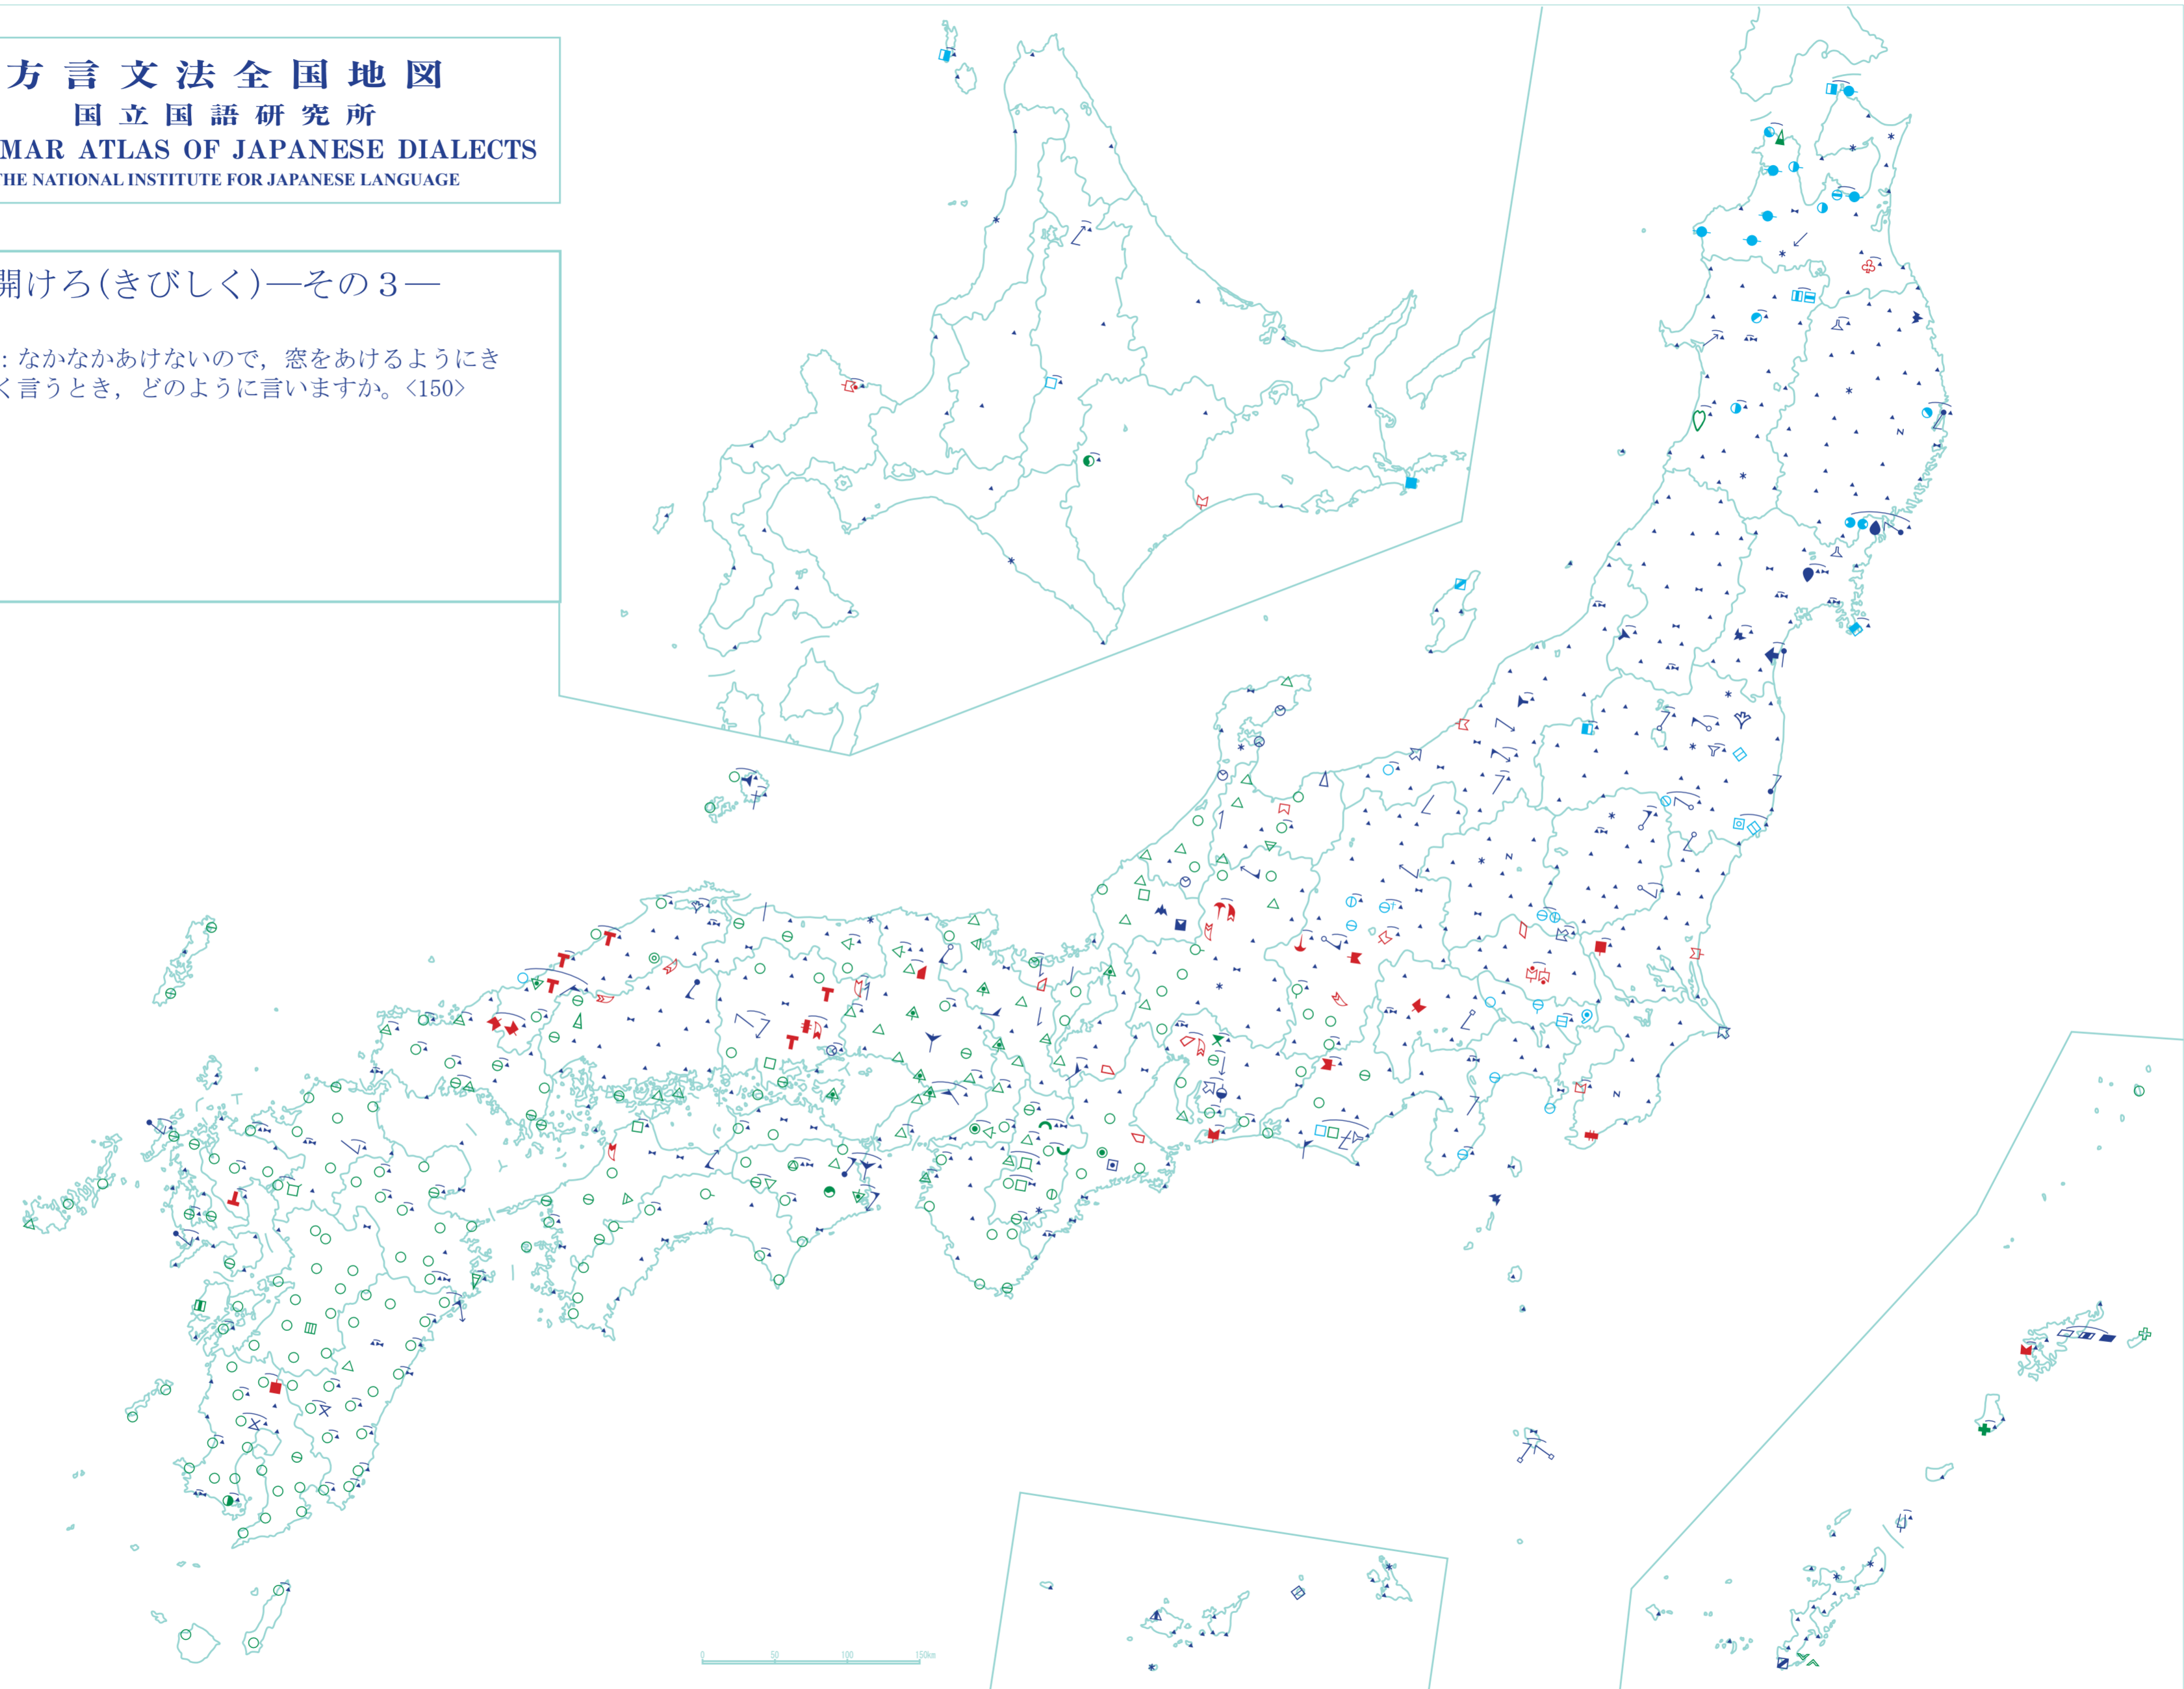 方言文法全国地図
国立国語研究所
MAR ATLAS OF JAPANESE DIALECTS
THE NATIONAL INSTITUTE FOR JAPANESE LANGUAGE
開けろ(きびしく)―その3―
:なかなかあけないので,窓をあけるようにき
く言うとき,どのように言いますか。<150>
0 50 100 150km